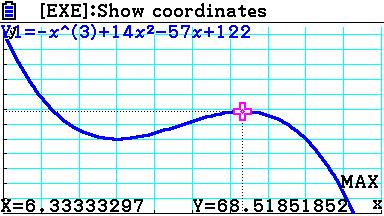 [EXE]:Show coordinates
y
Y1=-x^(3)+14x²-57x+122
MAX
x
X=6.33333297 Y=68.51851852